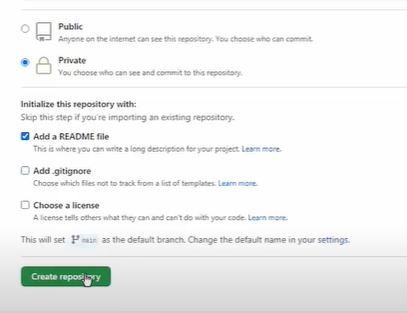 Public
Anyone on the internet can see this repository. You choose who can commit.
Private
You choose who can see and commit to this repository.
Initialize this repository with:
Skip this step if you're importing an existing repository.
Add a README file
This is where you can write a long description for your project. Learn more.
Add .gitignore
Choose which files not to track from a list of templates. Learn more.
Choose a license
A license tells others what they can and can't do with your code. Learn more.
This will set main as the default branch. Change the default name in your settings.
Create repository